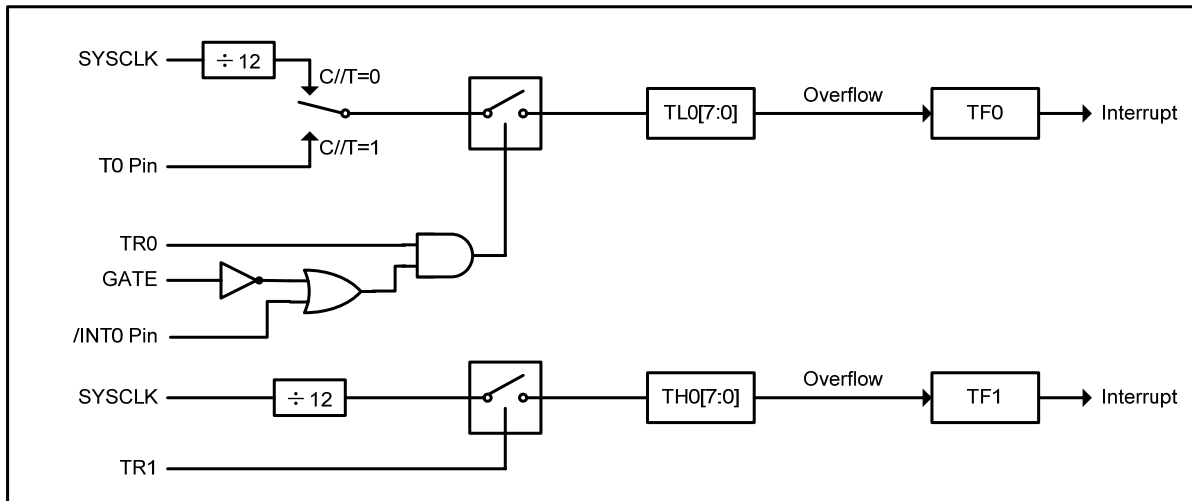 SYSCLK
÷ 12
C//T=0
C//T=1
T0 Pin
TL0[7:0]
Overflow
TF0
Interrupt
TR0
GATE
/INT0 Pin
SYSCLK
÷ 12
TH0[7:0]
Overflow
TF1
Interrupt
TR1